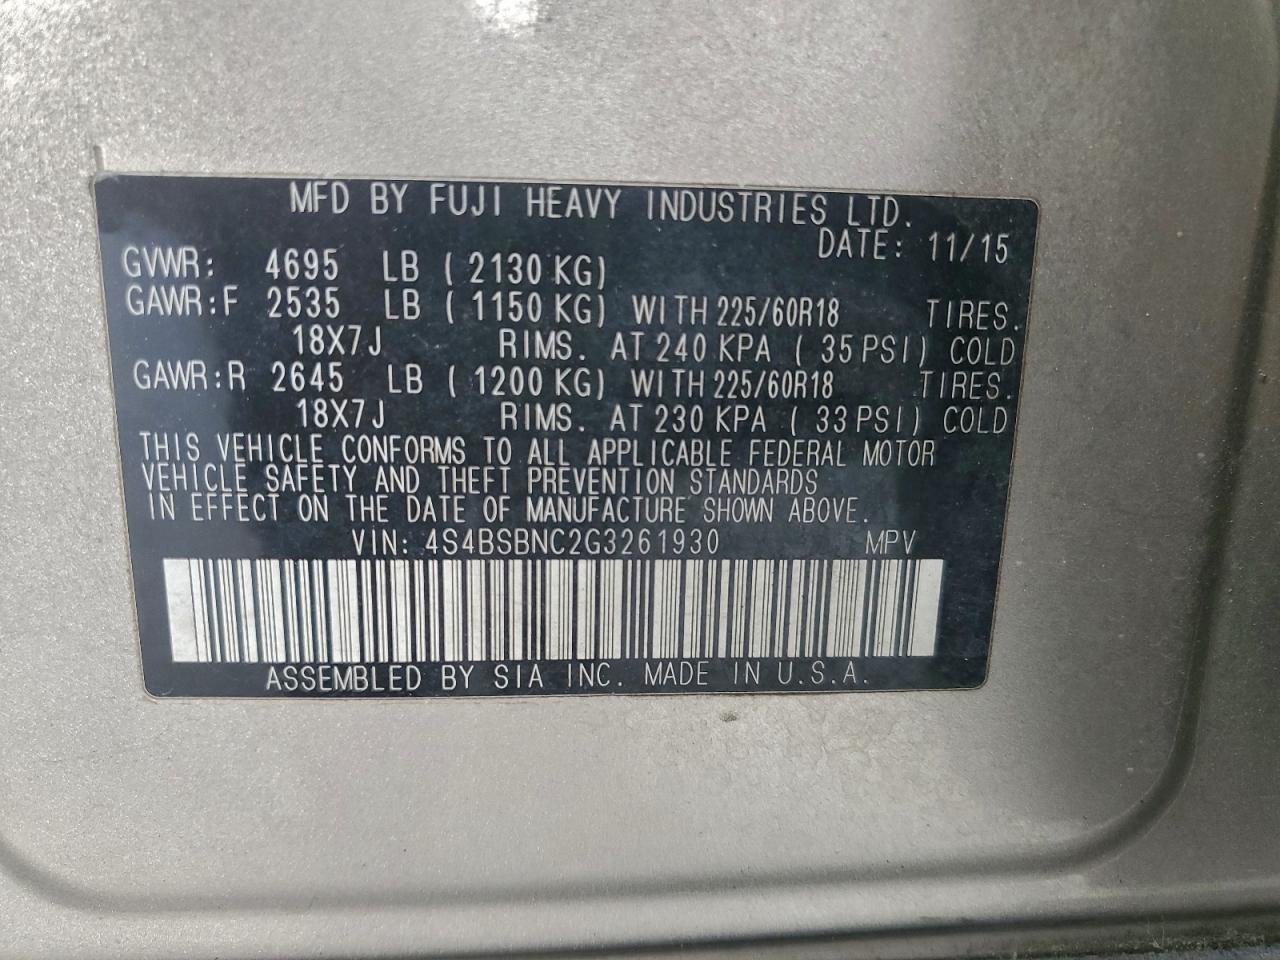 MFD BY FUJI HEAVY INDUSTRIES LTD.
DATE: 11/15
GVWR: 4695 LB ( 2130 KG)
GAWR:F 2535 LB ( 1150 KG) WITH 225/60R18 TIRES.
18X7J RIMS. AT 240 KPA ( 35 PSI) COLD
GAWR:R 2645 LB ( 1200 KG) WITH 225/60R18 TIRES.
18X7J RIMS. AT 230 KPA ( 33 PSI) COLD
THIS VEHICLE CONFORMS TO ALL APPLICABLE FEDERAL MOTOR
VEHICLE SAFETY AND THEFT PREVENTION STANDARDS
IN EFFECT ON THE DATE OF MANUFACTURE SHOWN ABOVE.
VIN: 4S4BSBNC2G3261930 MPV
ASSEMBLED BY SIA INC. MADE IN U.S.A.